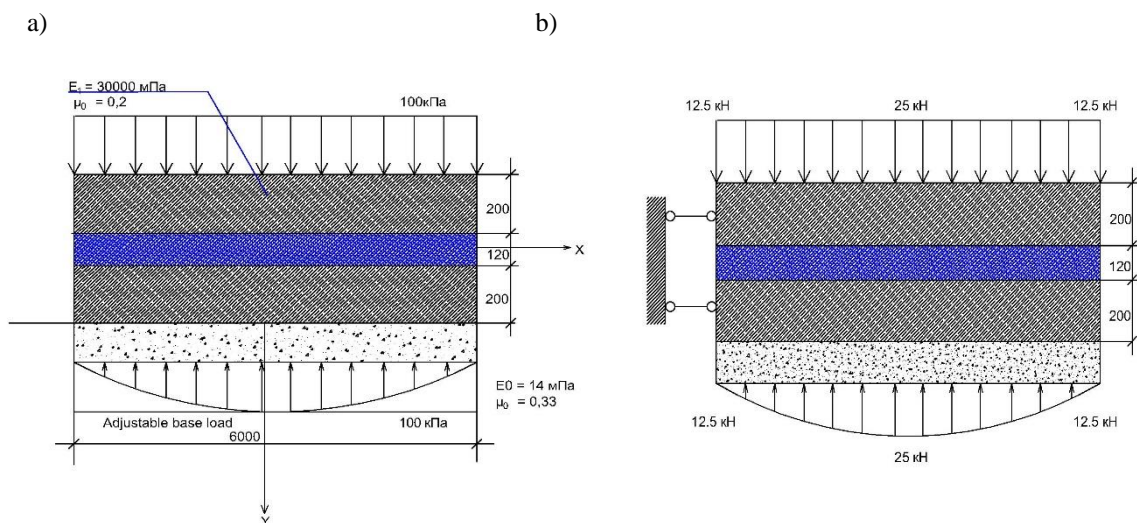 a)
b)
E₁ = 30000 мПа
μ₀ = 0,2
100кПа
200
120
200
X
E0 = 14 мПа
μ₀ = 0,33
Adjustable base load
100 кПа
6000
Y
12.5 кН
25 кН
12.5 кН
200
120
200
12.5 кН
12.5 кН
25 кН